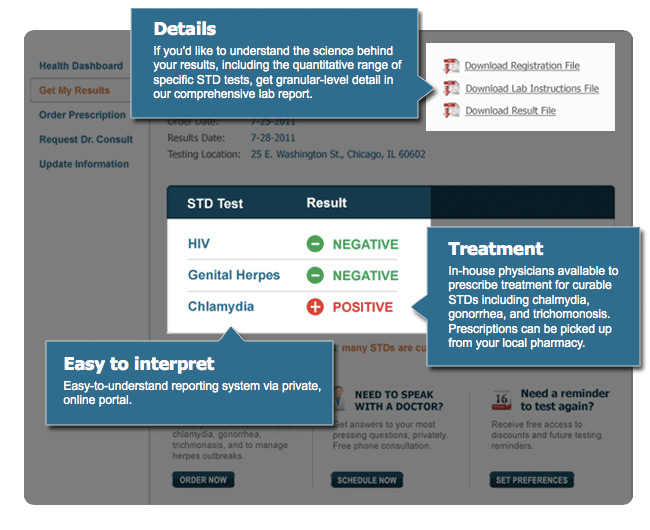 Details
If you'd like to understand the science behind
your results, including the quantitative range of
specific STD tests, get granular-level detail in
our comprehensive lab report.
Health Dashboard
Get My Results
Order Prescription
Request Dr. Consult
Update Information
Download Registration File
Download Lab Instructions File
Download Result File
Order Date: 7-25-2011
Results Date: 7-28-2011
Testing Location: 25 E. Washington St., Chicago, IL 60602
STD Test Result
HIV NEGATIVE
Genital Herpes NEGATIVE
Chlamydia POSITIVE
Treatment
In-house physicians available to
prescribe treatment for curable
STDs including chalmydia,
gonorrhea, and trichomonosis.
Prescriptions can be picked up
from your local pharmacy.
many STDs are cu
Easy to interpret
Easy-to-understand reporting system via private,
online portal.
chlamydia, gonorrhea,
trichmonasis, and to manage
herpes outbreaks.
ORDER NOW
NEED TO SPEAK
WITH A DOCTOR?
Get answers to your most
pressing questions, privately.
Free phone consultation.
SCHEDULE NOW
16
Need a reminder
to test again?
Receive free access to
discounts and future testing
reminders.
SET PREFERENCES